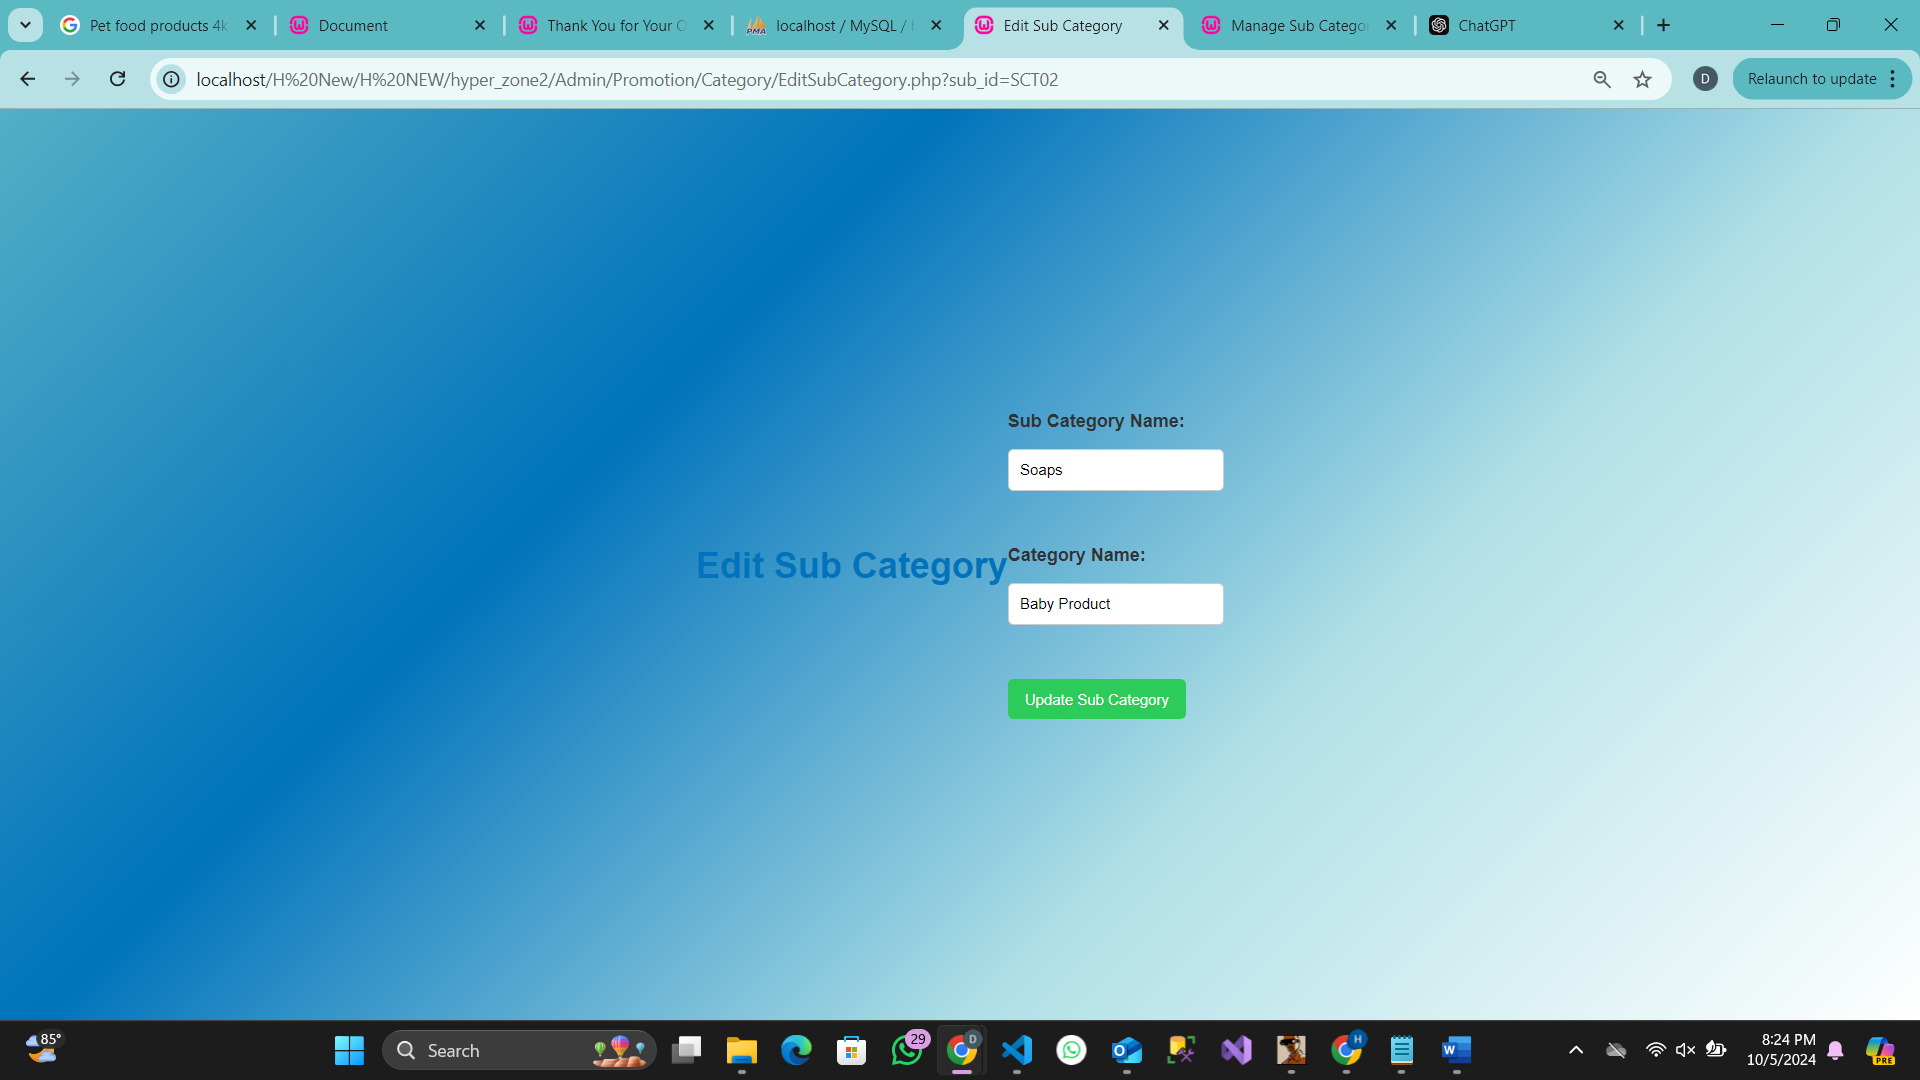 Pet food products 4k
Document
Thank You for Your O
localhost / MySQL /
Edit Sub Category
Manage Sub Catego
ChatGPT
localhost/H%20New/H%20NEW/hyper_zone2/Admin/Promotion/Category/EditSubCategory.php?sub_id=SCT02
D
Relaunch to update
Sub Category Name:
Soaps
Edit Sub Category
Category Name:
Baby Product
Update Sub Category
85°
Search
29
D
H
8:24 PM
10/5/2024
PRE